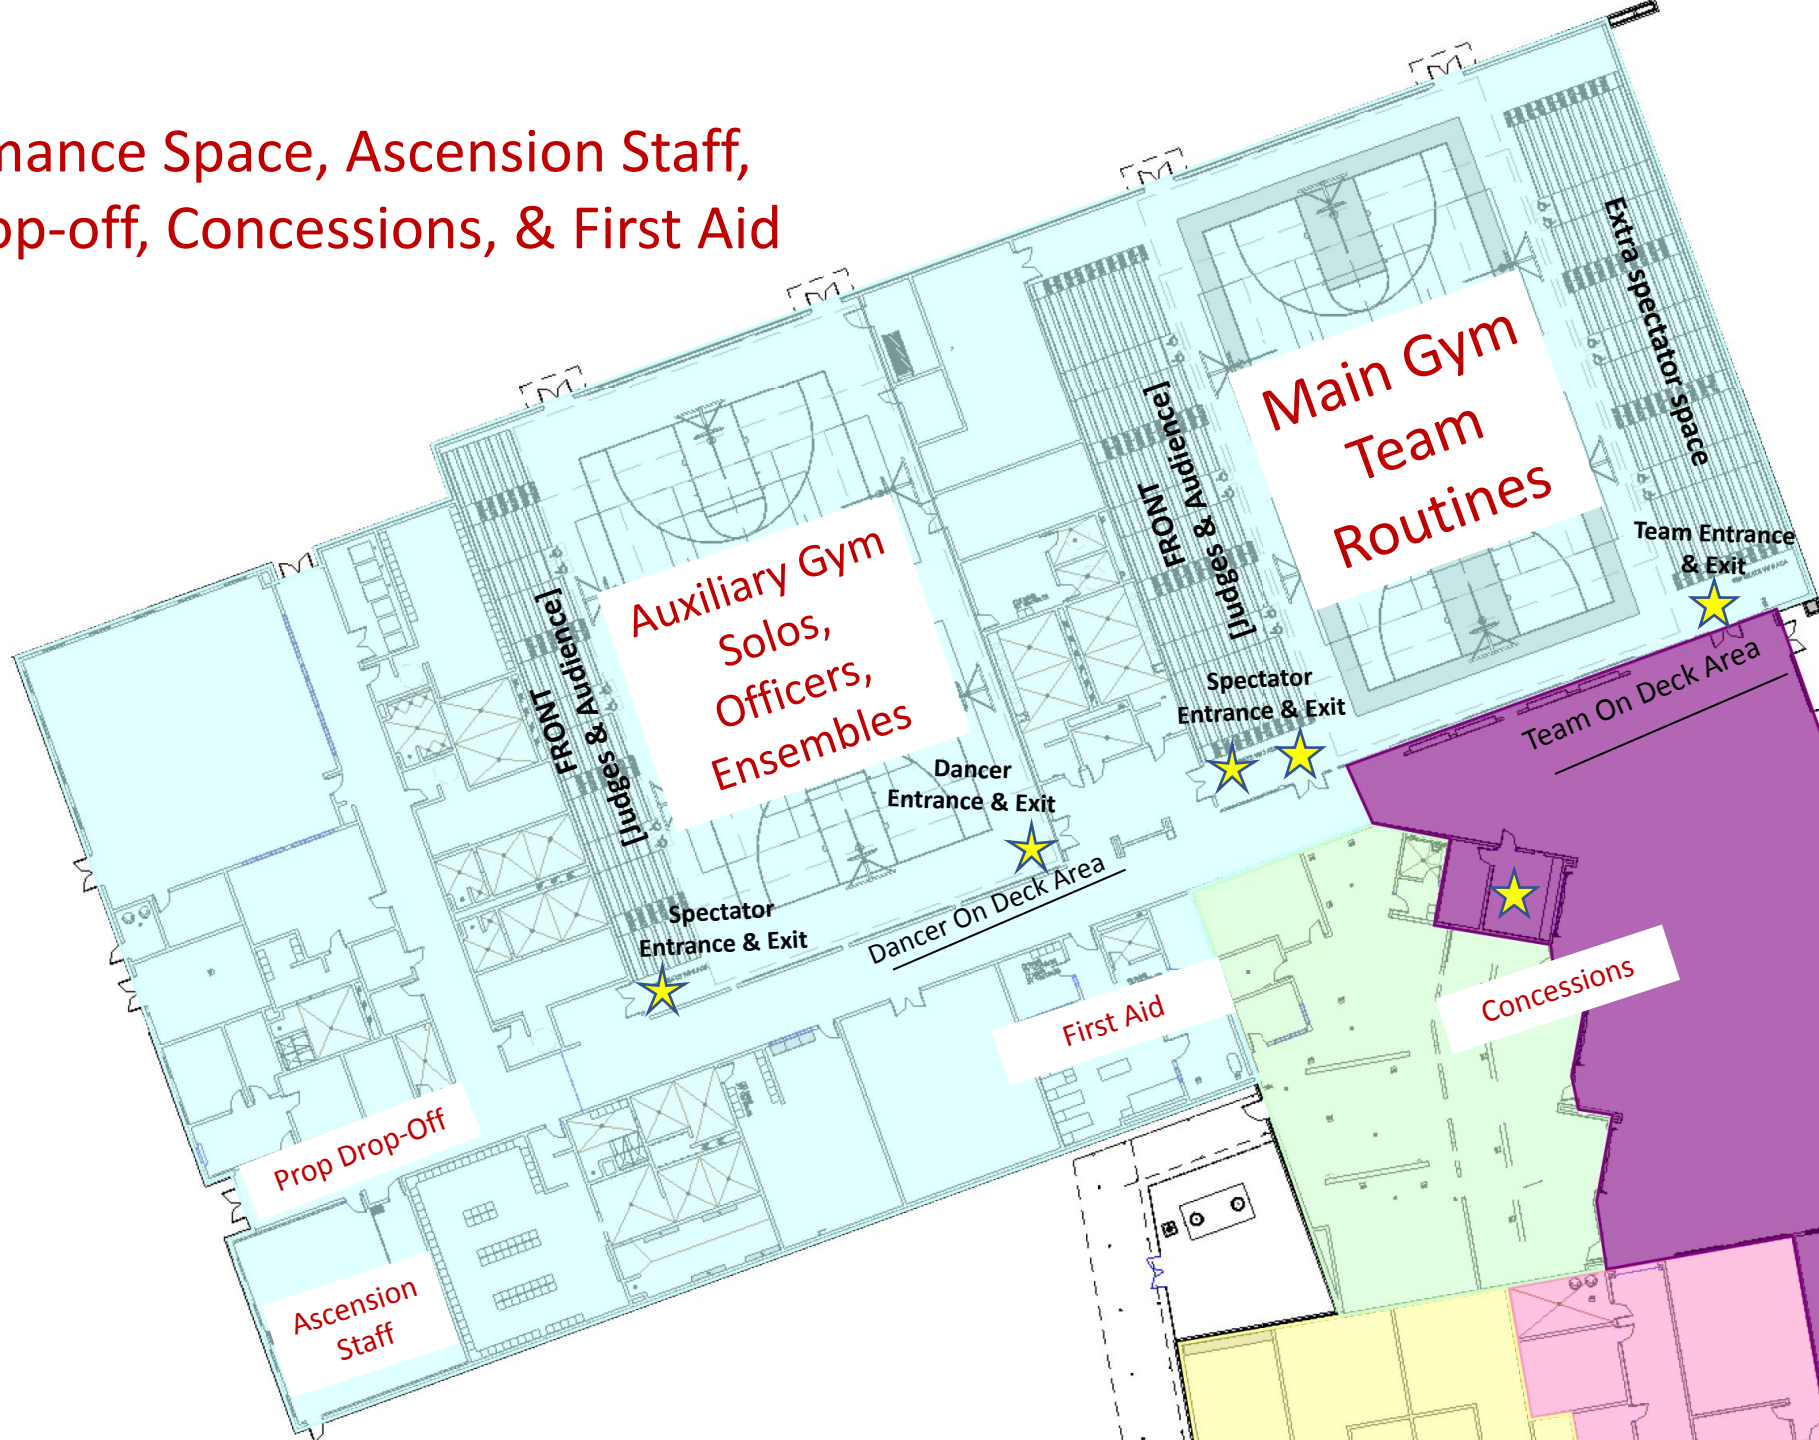 mance Space, Ascension Staff,
op-off, Concessions, & First Aid
Main Gym
Team
Routines
Extra spectator space
FRONT
[Judges & Audience]
Team Entrance
& Exit
Team On Deck Area
Spectator
Entrance & Exit
Auxiliary Gym
Solos,
Officers,
Ensembles
FRONT
[Judges & Audience]
Dancer
Entrance & Exit
Dancer On Deck Area
Spectator
Entrance & Exit
First Aid
Concessions
Prop Drop-Off
Ascension
Staff